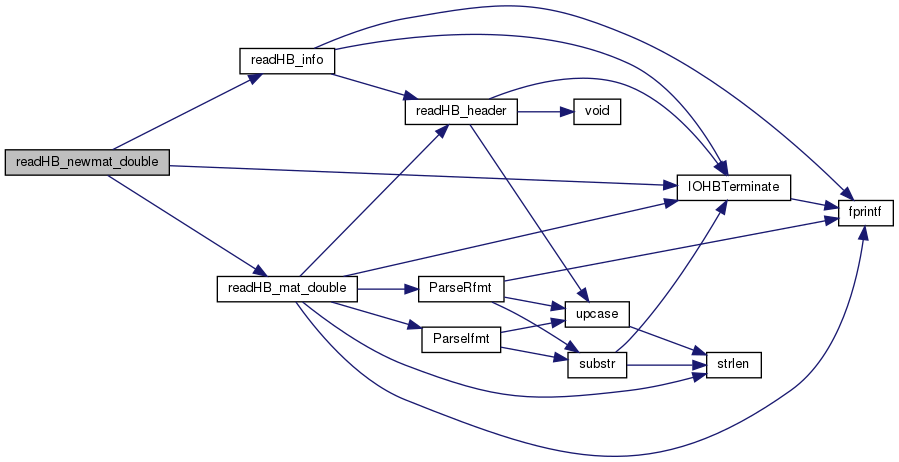 readHB_info
readHB_header
void
readHB_newmat_double
IOHBTerminate
fprintf
readHB_mat_double
ParseRfmt
upcase
ParseIfmt
substr
strlen